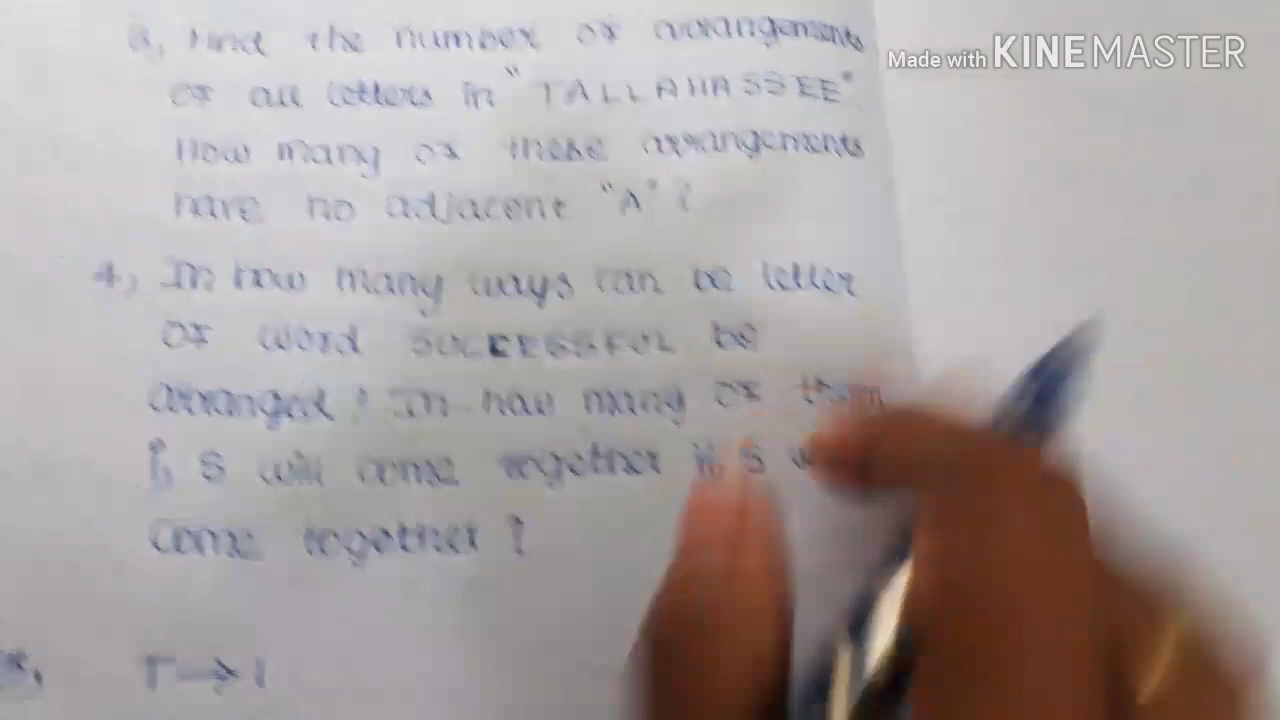 3, Find the number of arrangements
Made with KINEMASTER
of all letters in "TALLAHASSEE"
How many of these arrangements
have no adjacent "A" ?
4, In how many ways can be letter
of word be
arranged ? In how many of them
i, S will come together ii, S
come together ?
T → 1